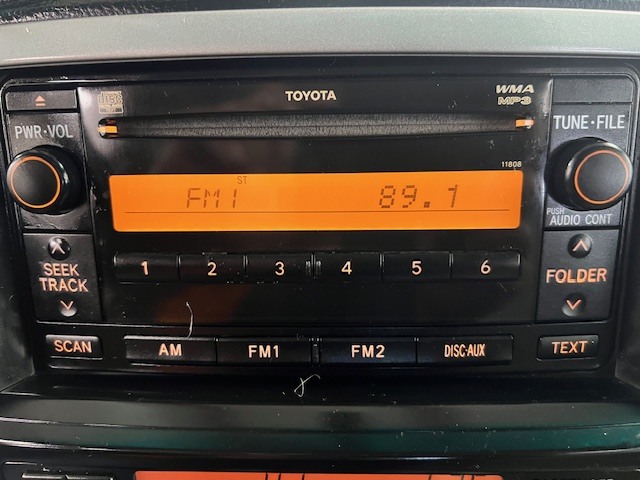 TOYOTA
WMA
MP3
PWR·VOL
TUNE·FILE
11808
ST
FM1 89.1
PUSH
AUDIO CONT
1 2 3 4 5 6
SEEK
TRACK
FOLDER
SCAN AM FM1 FM2 DISC·AUX TEXT